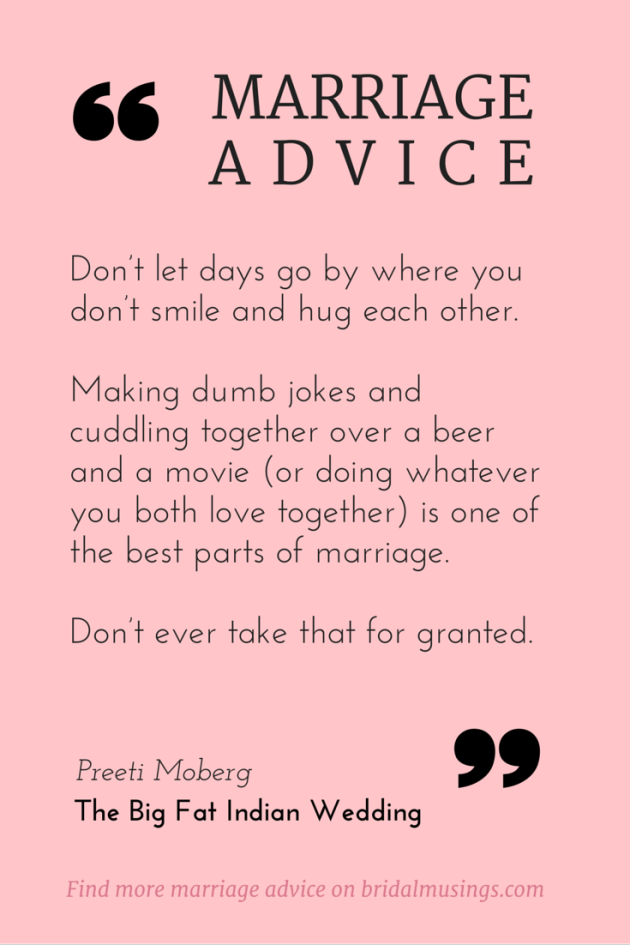 “
MARRIAGE
ADVICE
Don’t let days go by where you
don’t smile and hug each other.
Making dumb jokes and
cuddling together over a beer
and a movie (or doing whatever
you both love together) is one of
the best parts of marriage.
Don’t ever take that for granted.
”
Preeti Moberg
The Big Fat Indian Wedding
Find more marriage advice on bridalmusings.com